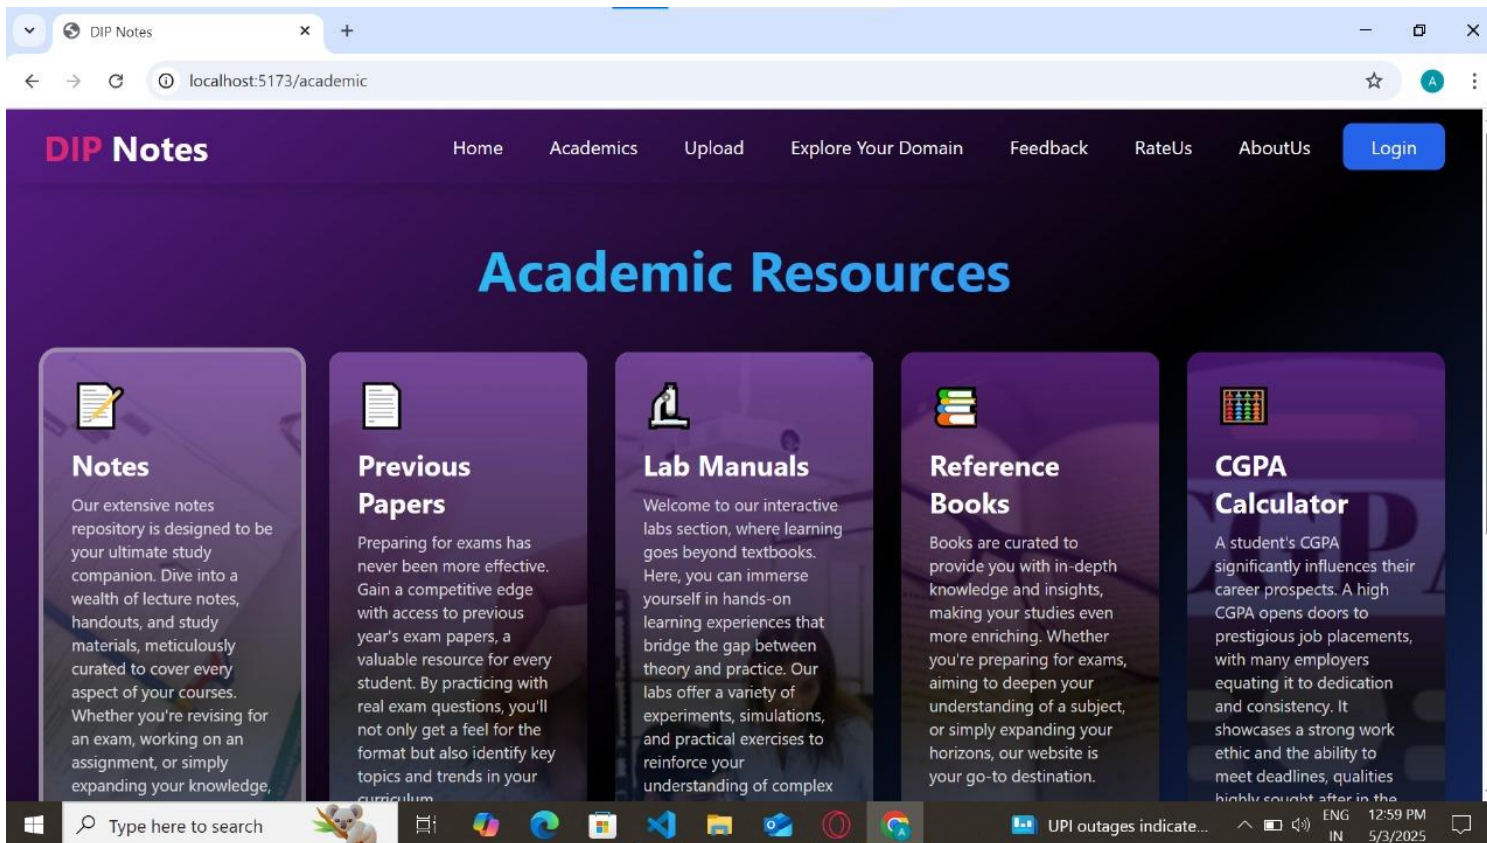 DIP Notes
localhost:5173/academic
A
DIP Notes
Home
Academics
Upload
Explore Your Domain
Feedback
RateUs
AboutUs
Login
Academic Resources
Notes
Our extensive notes
repository is designed to be
your ultimate study
companion. Dive into a
wealth of lecture notes,
handouts, and study
materials, meticulously
curated to cover every
aspect of your courses.
Whether you're revising for
an exam, working on an
assignment, or simply
expanding your knowledge,
Previous
Papers
Preparing for exams has
never been more effective.
Gain a competitive edge
with access to previous
year's exam papers, a
valuable resource for every
student. By practicing with
real exam questions, you'll
not only get a feel for the
format but also identify key
topics and trends in your
curriculum
Lab Manuals
Welcome to our interactive
labs section, where learning
goes beyond textbooks.
Here, you can immerse
yourself in hands-on
learning experiences that
bridge the gap between
theory and practice. Our
labs offer a variety of
experiments, simulations,
and practical exercises to
reinforce your
understanding of complex
Reference
Books
Books are curated to
provide you with in-depth
knowledge and insights,
making your studies even
more enriching. Whether
you're preparing for exams,
aiming to deepen your
understanding of a subject,
or simply expanding your
horizons, our website is
your go-to destination.
CGPA
Calculator
A student's CGPA
significantly influences their
career prospects. A high
CGPA opens doors to
prestigious job placements,
with many employers
equating it to dedication
and consistency. It
showcases a strong work
ethic and the ability to
meet deadlines, qualities
highly sought after in the
CGPA
Type here to search
UPI outages indicate...
ENG
IN
12:59 PM
5/3/2025